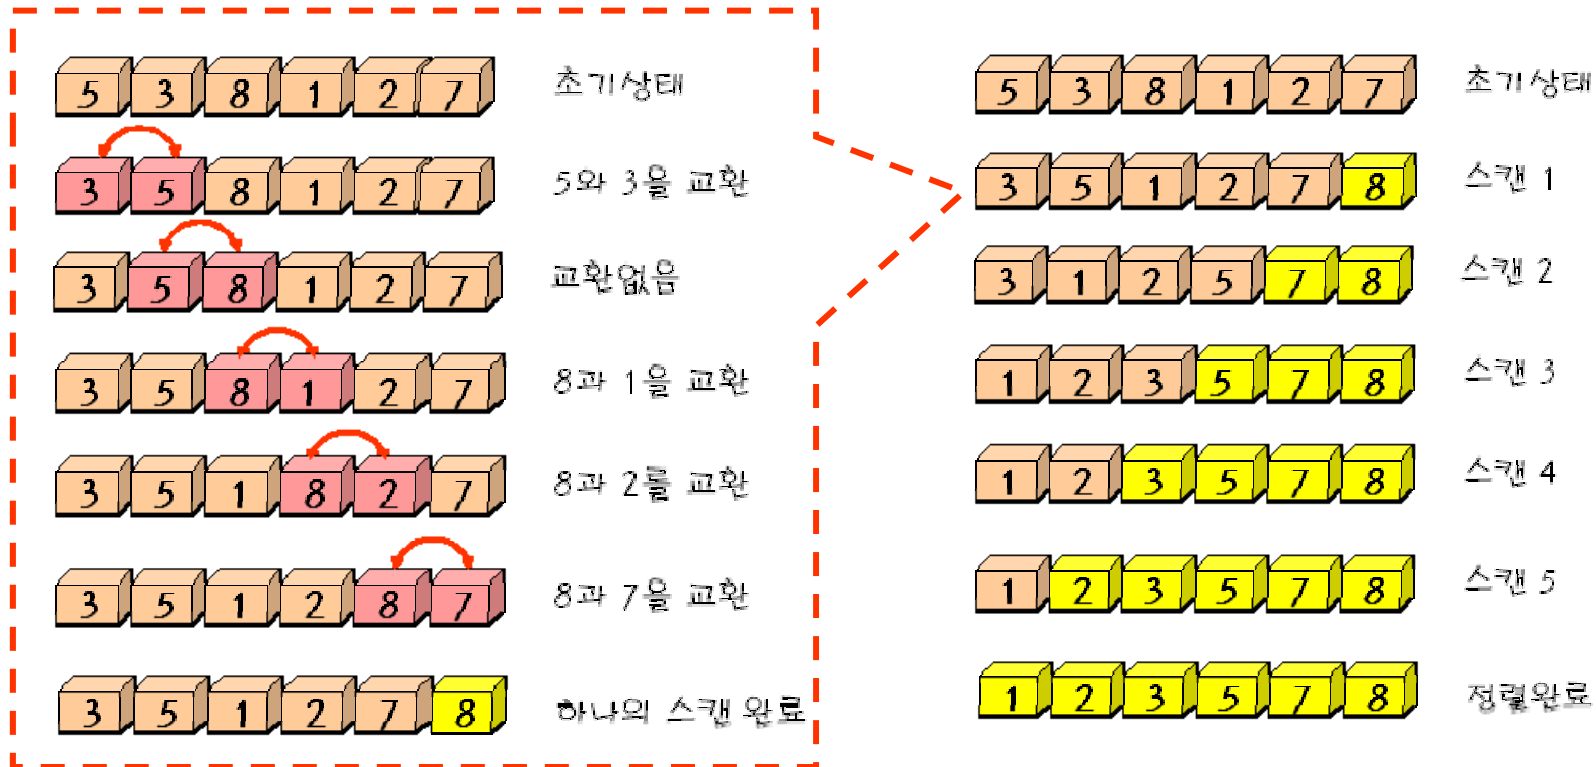 5 3 8 1 2 7 초기상태
3 5 8 1 2 7 5와 3을 교환
3 5 8 1 2 7 교환없음
3 5 8 1 2 7 8과 1을 교환
3 5 1 8 2 7 8과 2를 교환
3 5 1 2 8 7 8과 7을 교환
3 5 1 2 7 8 하나의 스캔 완료
5 3 8 1 2 7 초기상태
3 5 1 2 7 8 스캔 1
3 1 2 5 7 8 스캔 2
1 2 3 5 7 8 스캔 3
1 2 3 5 7 8 스캔 4
1 2 3 5 7 8 스캔 5
1 2 3 5 7 8 정렬완료